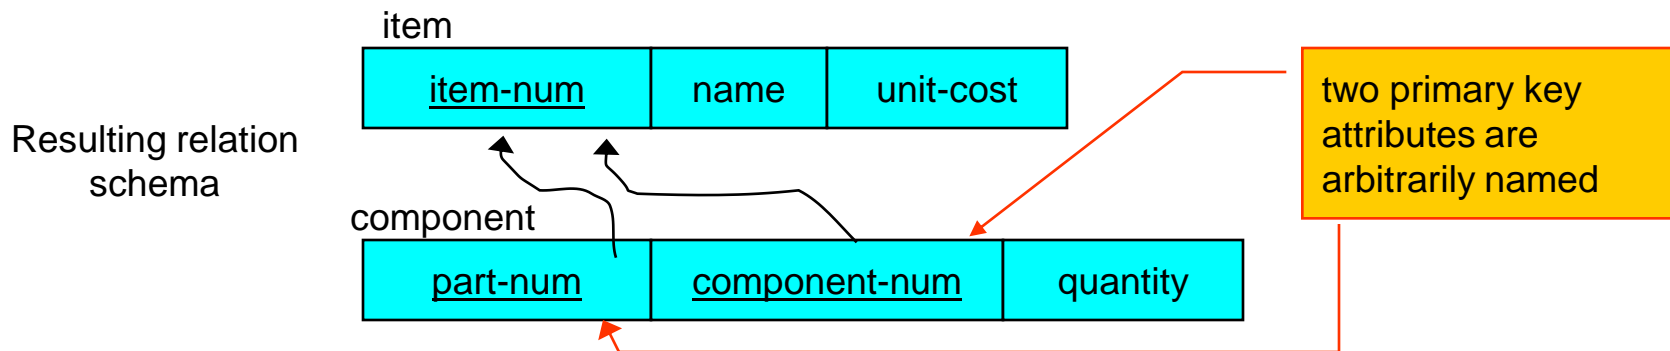 item
item-num name unit-cost
Resulting relation
schema
component
part-num component-num quantity
two primary key
attributes are
arbitrarily named